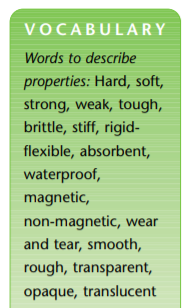 VOCABULARY
Words to describe
properties: Hard, soft,
strong, weak, tough,
brittle, stiff, rigid-
flexible, absorbent,
waterproof,
magnetic,
non-magnetic, wear
and tear, smooth,
rough, transparent,
opaque, translucent